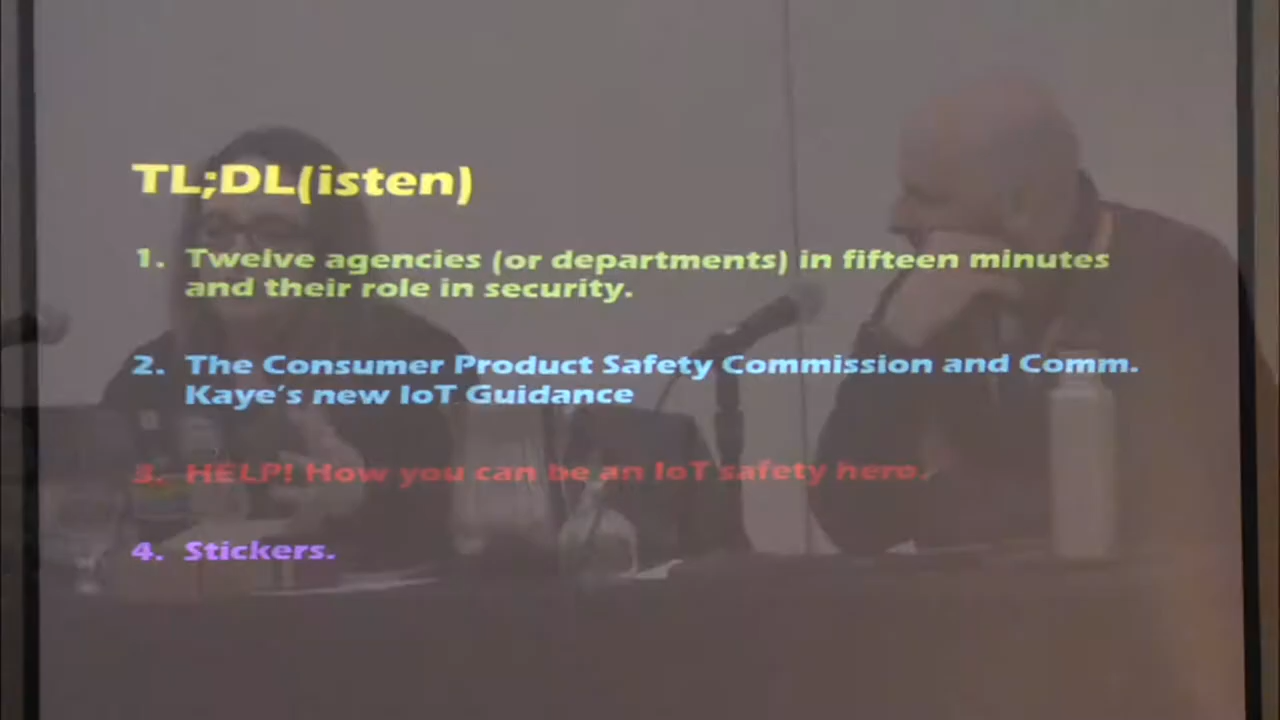 TL;DL(isten)
1. Twelve agencies (or departments) in fifteen minutes
and their role in security.
2. The Consumer Product Safety Commission and Comm.
Kaye's new IoT Guidance
3. HELP! How you can be an IoT safety hero.
4. Stickers.